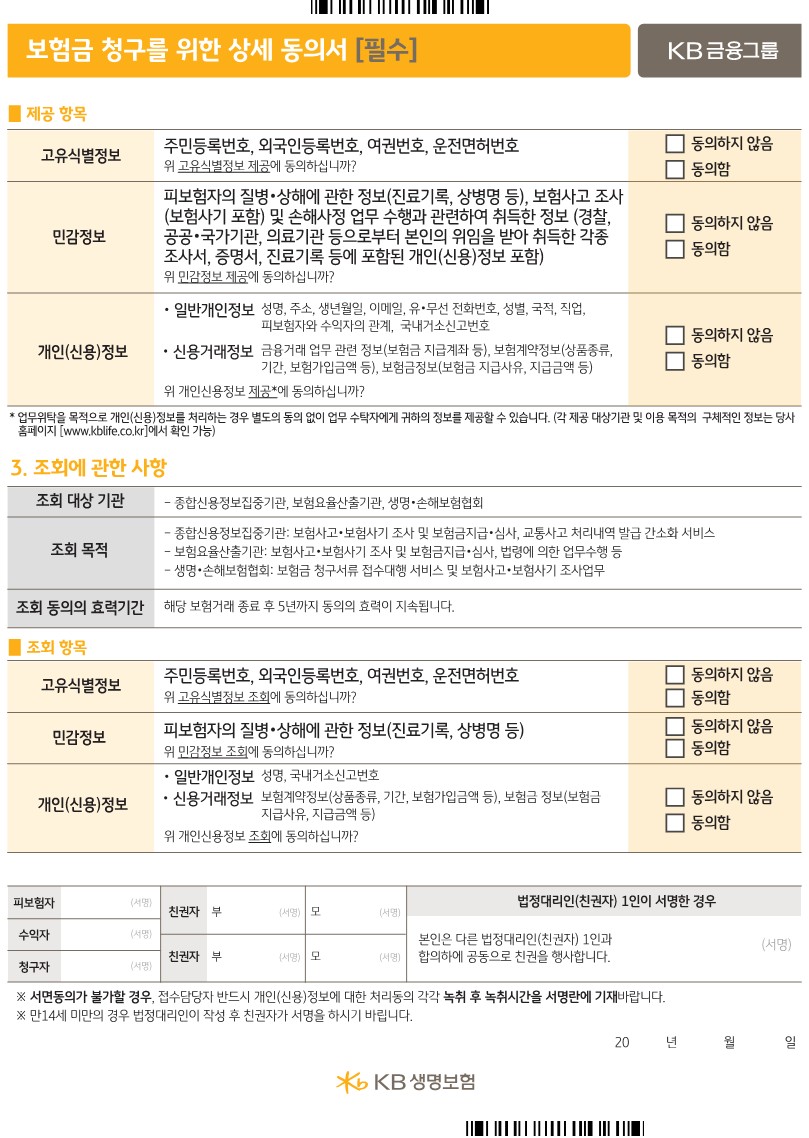 보험금 청구를 위한 상세 동의서 [필수]
KB 금융그룹
제공 항목
고유식별정보
주민등록번호, 외국인등록번호, 여권번호, 운전면허번호
위 고유식별정보 제공에 동의하십니까?
동의하지 않음
동의함
민감정보
피보험자의 질병•상해에 관한 정보(진료기록, 상병명 등), 보험사고 조사
(보험사기 포함) 및 손해사정 업무 수행과 관련하여 취득한 정보 (경찰,
공공•국가기관, 의료기관 등으로부터 본인의 위임을 받아 취득한 각종
조사서, 증명서, 진료기록 등에 포함된 개인(신용)정보 포함)
위 민감정보 제공에 동의하십니까?
동의하지 않음
동의함
개인(신용)정보
• 일반개인정보 성명, 주소, 생년월일, 이메일, 유•무선 전화번호, 성별, 국적, 직업,
피보험자와 수익자의 관계, 국내거소신고번호
• 신용거래정보 금융거래 업무 관련 정보(보험금 지급계좌 등), 보험계약정보(상품종류,
기간, 보험가입금액 등), 보험금정보(보험금 지급사유, 지급금액 등)
위 개인신용정보 제공*에 동의하십니까?
동의하지 않음
동의함
* 업무위탁을 목적으로 개인(신용)정보를 처리하는 경우 별도의 동의 없이 업무 수탁자에게 귀하의 정보를 제공할 수 있습니다. (각 제공 대상기관 및 이용 목적의 구체적인 정보는 당사
홈페이지 [www.kblife.co.kr]에서 확인 가능)
3. 조회에 관한 사항
조회 대상 기관
– 종합신용정보집중기관, 보험요율산출기관, 생명•손해보험협회
조회 목적
– 종합신용정보집중기관: 보험사고•보험사기 조사 및 보험금지급•심사, 교통사고 처리내역 발급 간소화 서비스
– 보험요율산출기관: 보험사고•보험사기 조사 및 보험금지급•심사, 법령에 의한 업무수행 등
– 생명•손해보험협회: 보험금 청구서류 접수대행 서비스 및 보험사고•보험사기 조사업무
조회 동의의 효력기간
해당 보험거래 종료 후 5년까지 동의의 효력이 지속됩니다.
조회 항목
고유식별정보
주민등록번호, 외국인등록번호, 여권번호, 운전면허번호
위 고유식별정보 조회에 동의하십니까?
동의하지 않음
동의함
민감정보
피보험자의 질병•상해에 관한 정보(진료기록, 상병명 등)
위 민감정보 조회에 동의하십니까?
동의하지 않음
동의함
개인(신용)정보
• 일반개인정보 성명, 국내거소신고번호
• 신용거래정보 보험계약정보(상품종류, 기간, 보험가입금액 등), 보험금 정보(보험금
지급사유, 지급금액 등)
위 개인신용정보 조회에 동의하십니까?
동의하지 않음
동의함
피보험자 (서명)
수익자 (서명)
청구자 (서명)
친권자 부 (서명) 모 (서명)
친권자 부 (서명) 모 (서명)
법정대리인(친권자) 1인이 서명한 경우
본인은 다른 법정대리인(친권자) 1인과
합의하에 공동으로 친권을 행사합니다.
(서명)
※ 서면동의가 불가할 경우, 접수담당자 반드시 개인(신용)정보에 대한 처리동의 각각 녹취 후 녹취시간을 서명란에 기재바랍니다.
※ 만14세 미만의 경우 법정대리인이 작성 후 친권자가 서명을 하시기 바랍니다.
20 년 월 일
KB 생명보험